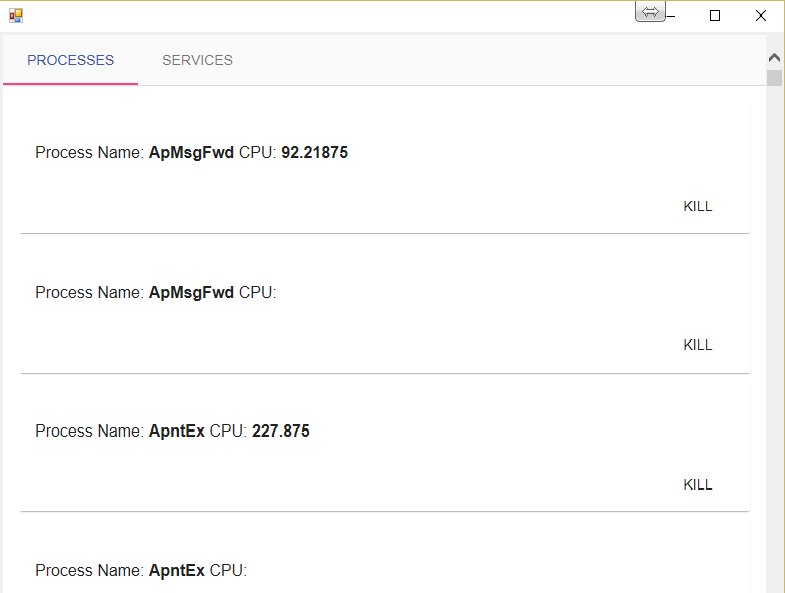 PROCESSES SERVICES
Process Name: ApMsgFwd CPU: 92.21875
KILL
Process Name: ApMsgFwd CPU:
KILL
Process Name: ApntEx CPU: 227.875
KILL
Process Name: ApntEx CPU: